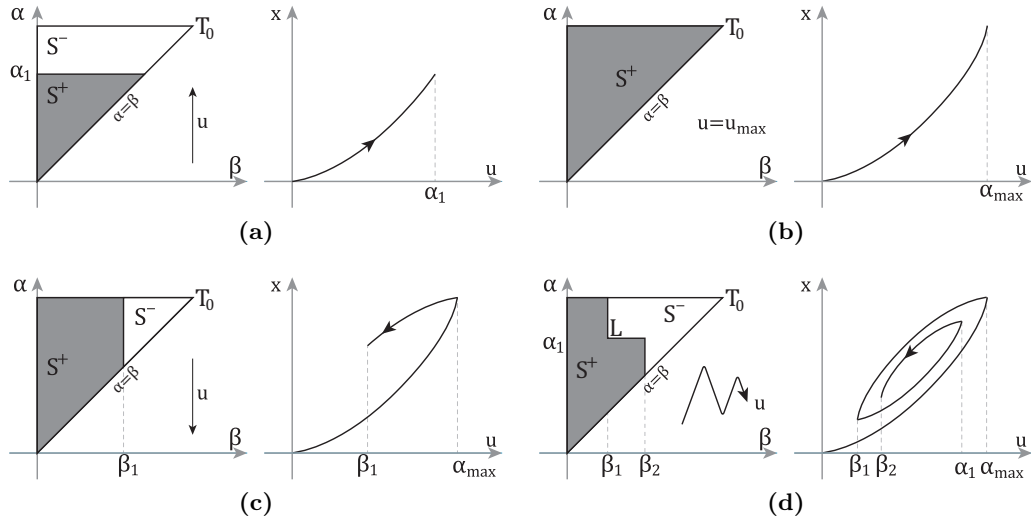 α
T₀
S⁻
α₁
S⁺
α=β
u
β
x
u
α₁
(a)
α
T₀
S⁺
α=β
u=uₘₐₓ
β
x
u
αₘₐₓ
(b)
α
T₀
S⁻
S⁺
α=β
u
β
β₁
x
u
β₁
αₘₐₓ
(c)
α
T₀
S⁻
L
α₁
S⁺
α=β
u
β
β₁
β₂
x
u
β₁
β₂
α₁
αₘₐₓ
(d)